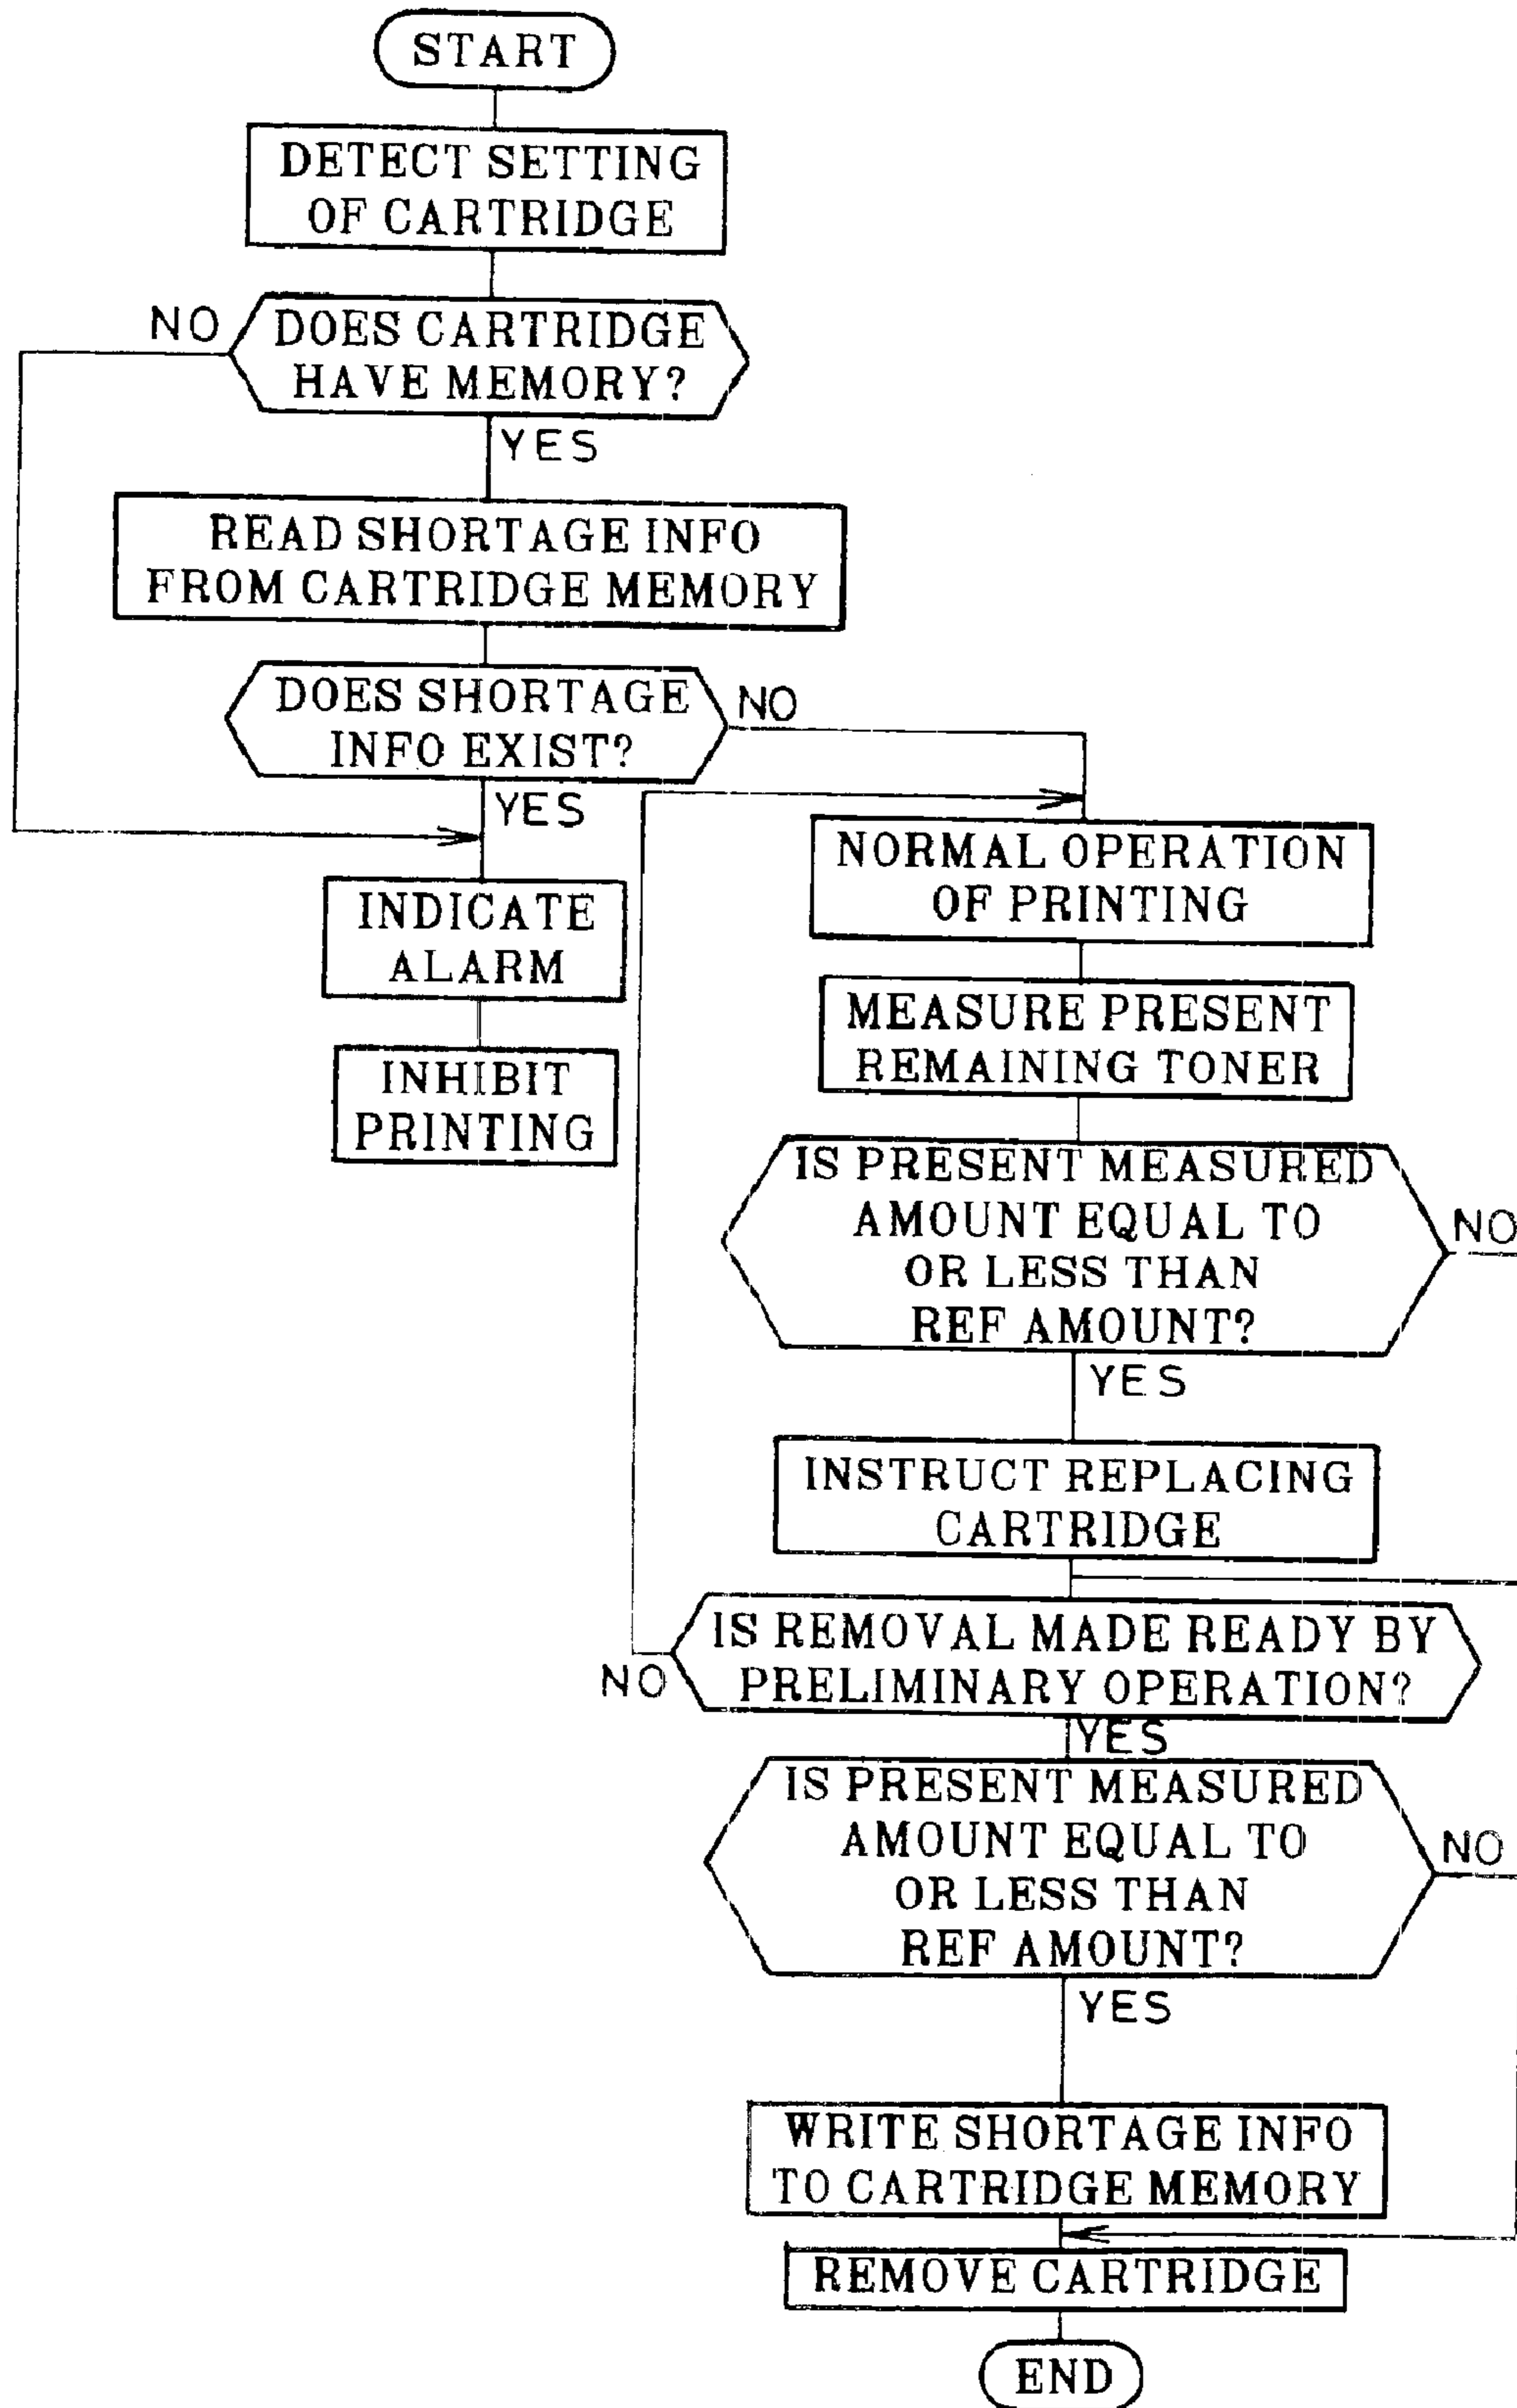 START
DETECT SETTING
OF CARTRIDGE
NO
DOES CARTRIDGE
HAVE MEMORY?
YES
READ SHORTAGE INFO
FROM CARTRIDGE MEMORY
DOES SHORTAGE
INFO EXIST?
NO
YES
INDICATE
ALARM
INHIBIT
PRINTING
NORMAL OPERATION
OF PRINTING
MEASURE PRESENT
REMAINING TONER
IS PRESENT MEASURED
AMOUNT EQUAL TO
OR LESS THAN
REF AMOUNT?
NO
YES
INSTRUCT REPLACING
CARTRIDGE
IS REMOVAL MADE READY BY
PRELIMINARY OPERATION?
NO
YES
IS PRESENT MEASURED
AMOUNT EQUAL TO
OR LESS THAN
REF AMOUNT?
NO
YES
WRITE SHORTAGE INFO
TO CARTRIDGE MEMORY
REMOVE CARTRIDGE
END